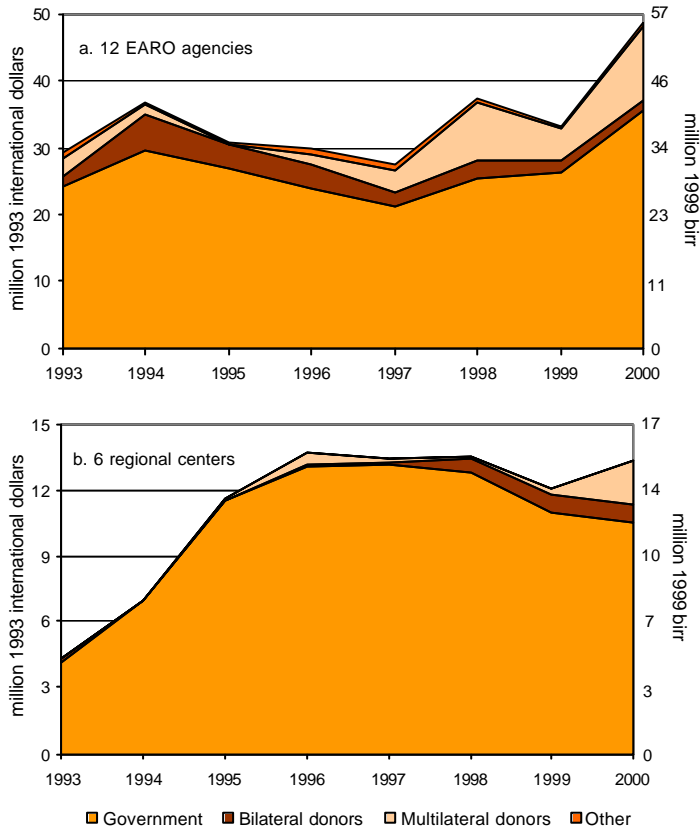 a. 12 EARO agencies
million 1993 international dollars
50
40
30
20
10
0
57
46
34
23
11
0
million 1999 birr
1993 1994 1995 1996 1997 1998 1999 2000
b. 6 regional centers
million 1993 international dollars
15
12
9
6
3
0
17
14
10
7
3
0
million 1999 birr
1993 1994 1995 1996 1997 1998 1999 2000
Government Bilateral donors Multilateral donors Other